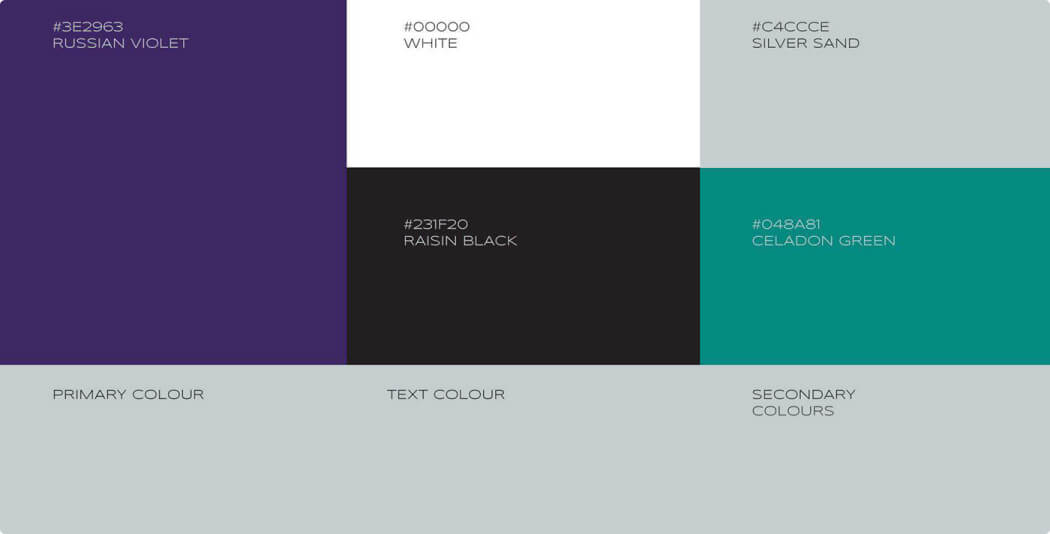 #3E2963
RUSSIAN VIOLET
#00000
WHITE
#C4CCCE
SILVER SAND
#231F20
RAISIN BLACK
#048A81
CELADON GREEN
PRIMARY COLOUR
TEXT COLOUR
SECONDARY
COLOURS